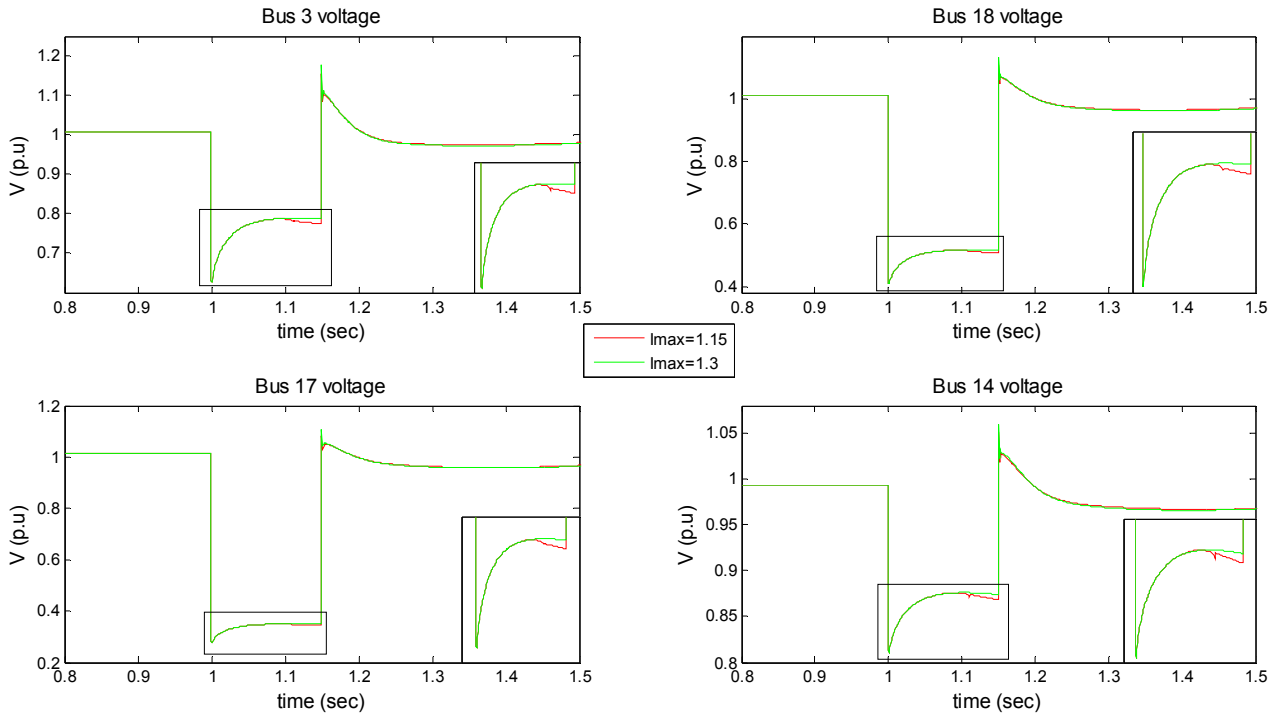 Bus 3 voltage
1.2
1.1
1
0.9
0.8
0.7
V (p.u)
0.8 0.9 1 1.1 1.2 1.3 1.4 1.5
time (sec)
Bus 18 voltage
1
0.8
0.6
0.4
V (p.u)
0.8 0.9 1 1.1 1.2 1.3 1.4 1.5
time (sec)
Imax=1.15
Imax=1.3
Bus 17 voltage
1.2
1
0.8
0.6
0.4
0.2
V (p.u)
0.8 0.9 1 1.1 1.2 1.3 1.4 1.5
time (sec)
Bus 14 voltage
1.05
1
0.95
0.9
0.85
0.8
V (p.u)
0.8 0.9 1 1.1 1.2 1.3 1.4 1.5
time (sec)